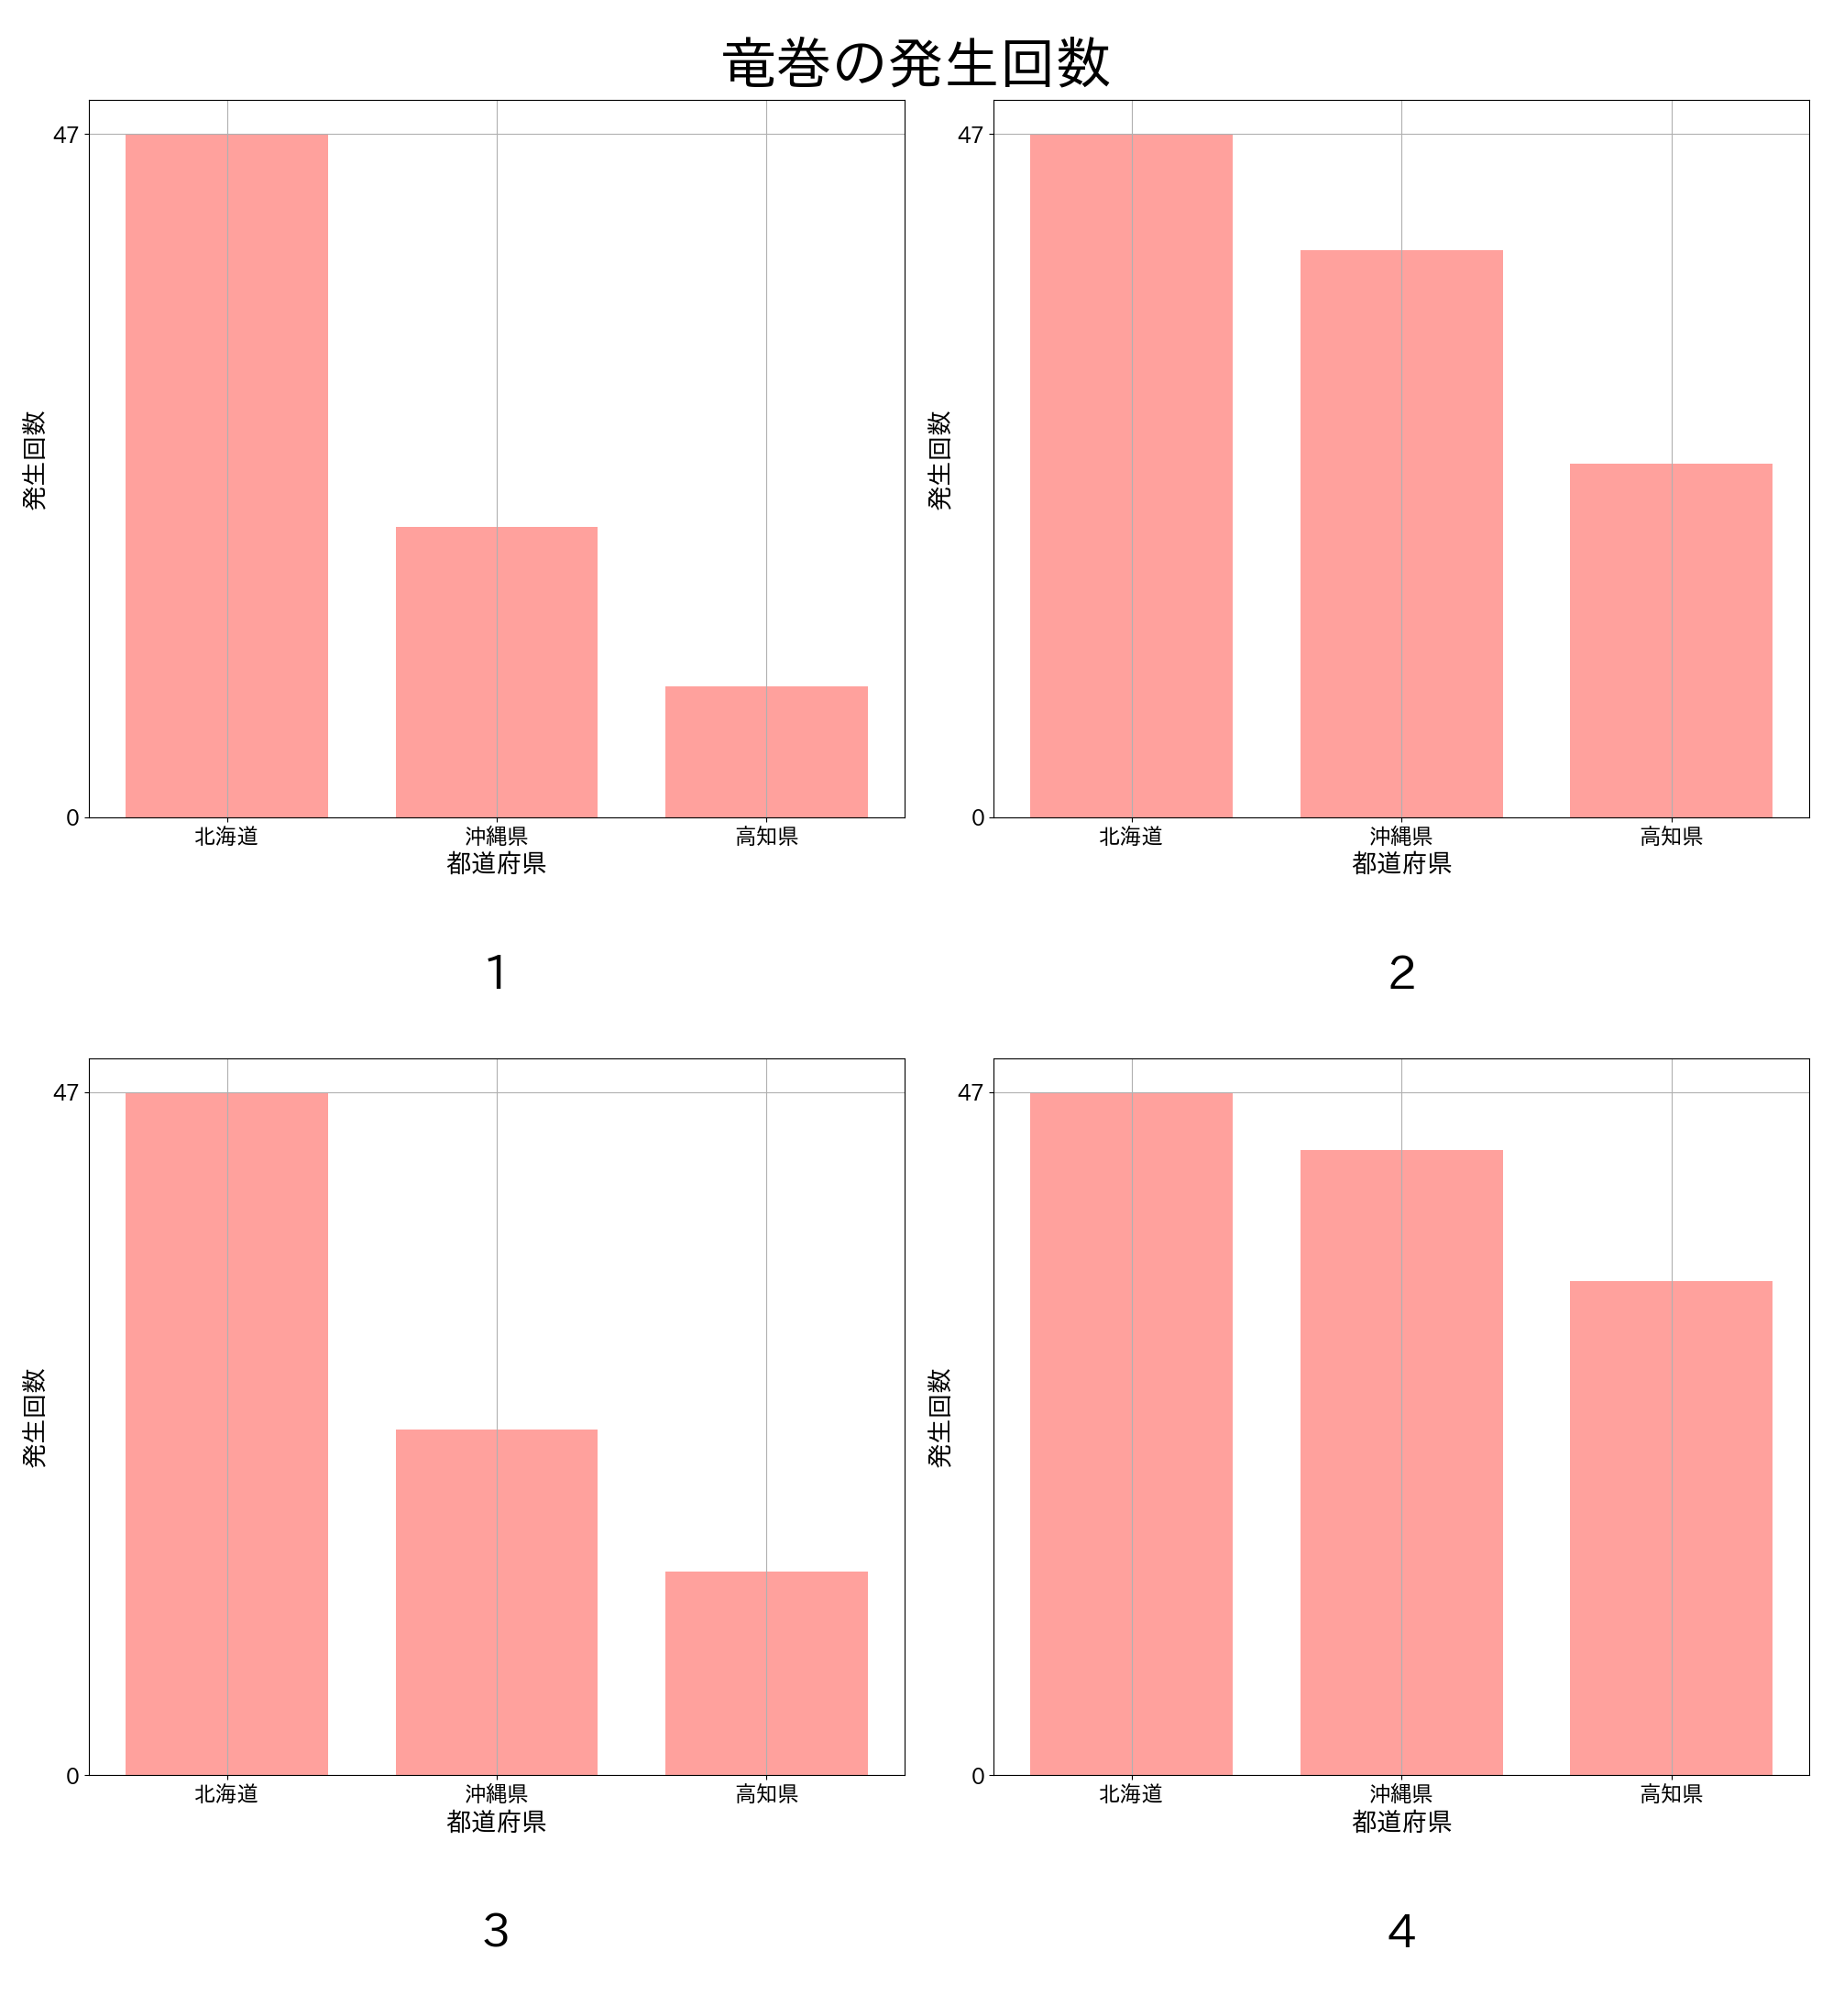 竜巻の発生回数
47
発生回数
0
北海道 沖縄県 高知県
都道府県
1
47
発生回数
0
北海道 沖縄県 高知県
都道府県
2
47
発生回数
0
北海道 沖縄県 高知県
都道府県
3
47
発生回数
0
北海道 沖縄県 高知県
都道府県
4